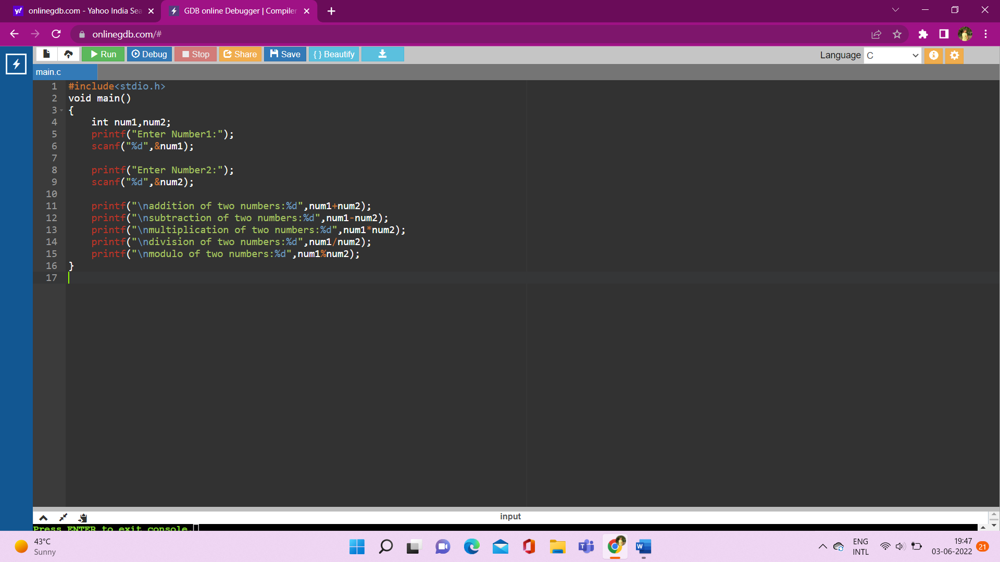 onlinegdb.com - Yahoo India Sea
GDB online Debugger | Compiler
onlinegdb.com/#
Run
Debug
Stop
Share
Save
{ } Beautify
Language
C
main.c
1 #include<stdio.h>
2 void main()
3 {
4 int num1,num2;
5 printf("Enter Number1:");
6 scanf("%d",&num1);
7
8 printf("Enter Number2:");
9 scanf("%d",&num2);
10
11 printf("\naddition of two numbers:%d",num1+num2);
12 printf("\nsubtraction of two numbers:%d",num1-num2);
13 printf("\nmultiplication of two numbers:%d",num1*num2);
14 printf("\ndivision of two numbers:%d",num1/num2);
15 printf("\nmodulo of two numbers:%d",num1%num2);
16 }
17
input
Press ENTER to exit console.
43°C
Sunny
ENG
INTL
19:47
03-06-2022
21